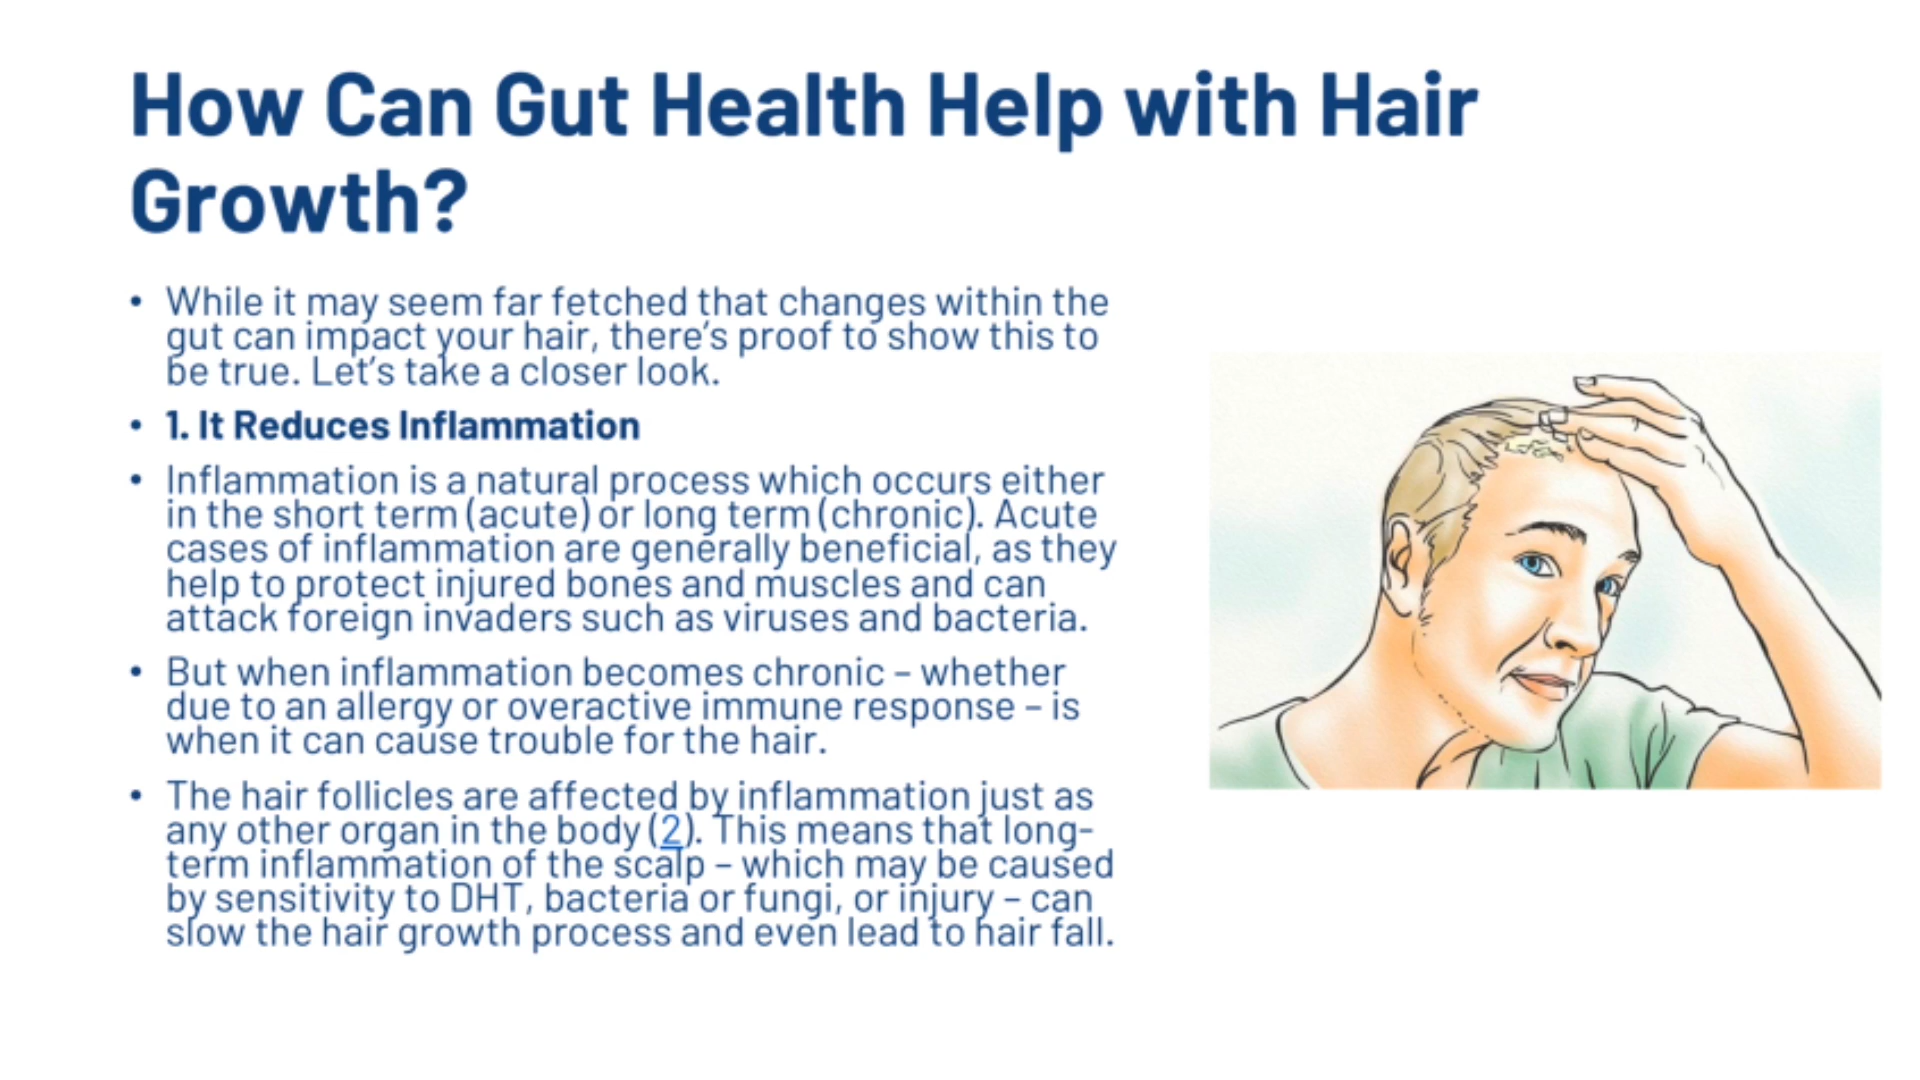 How Can Gut Health Help with Hair
Growth?
• While it may seem far fetched that changes within the
gut can impact your hair, there's proof to show this to
be true. Let's take a closer look.
• 1. It Reduces Inflammation
• Inflammation is a natural process which occurs either
in the short term (acute) or long term (chronic). Acute
cases of inflammation are generally beneficial, as they
help to protect injured bones and muscles and can
attack foreign invaders such as viruses and bacteria.
• But when inflammation becomes chronic – whether
due to an allergy or overactive immune response – is
when it can cause trouble for the hair.
• The hair follicles are affected by inflammation just as
any other organ in the body (2). This means that long-
term inflammation of the scalp – which may be caused
by sensitivity to DHT, bacteria or fungi, or injury – can
slow the hair growth process and even lead to hair fall.